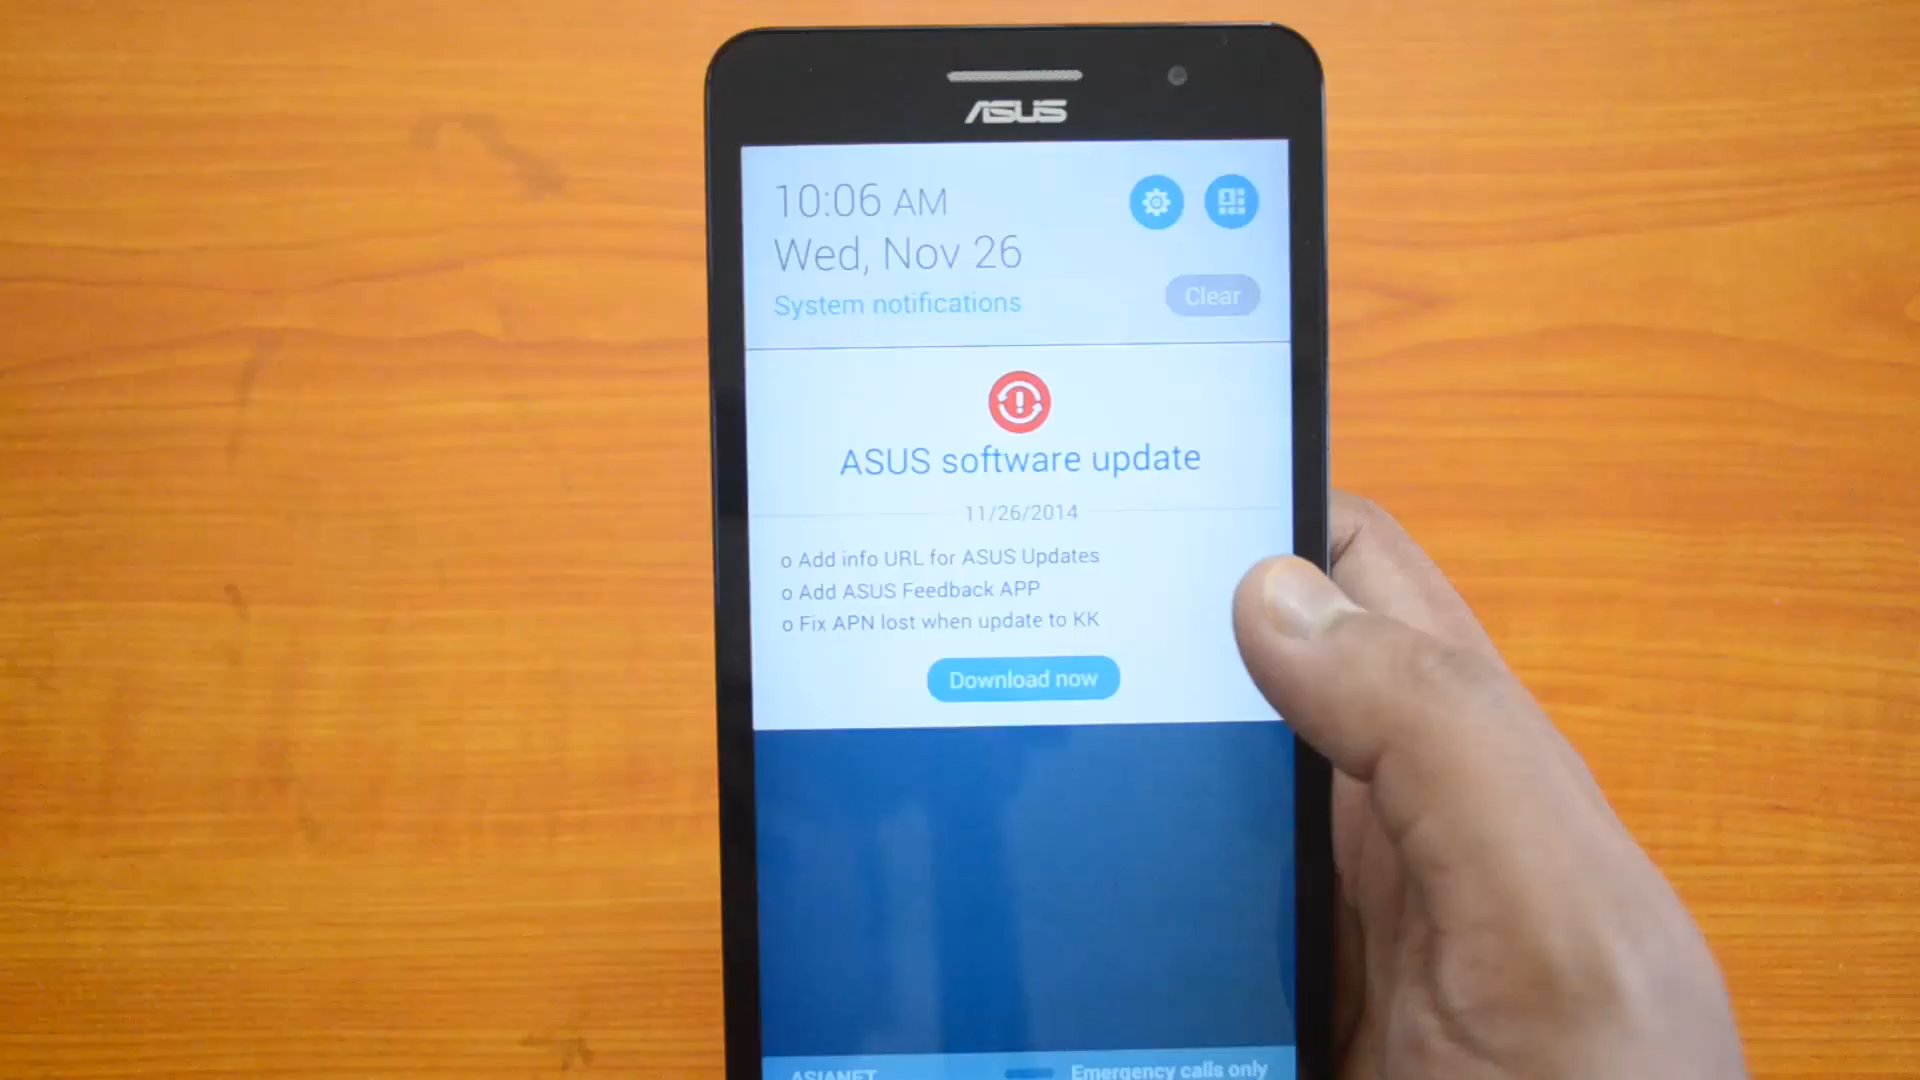 ASUS
10:06 AM
Wed, Nov 26
System notifications
Clear
ASUS software update
11/26/2014
o Add info URL for ASUS Updates
o Add ASUS Feedback APP
o Fix APN lost when update to KK
Download now
ASIANET
Emergency calls only